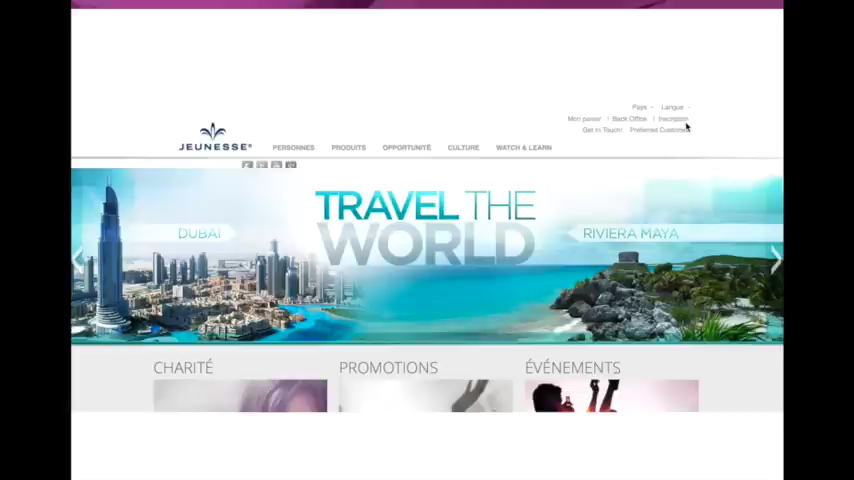 Pays Langue
Mon panier | Back Office | Inscription
Get In Touch! Preferred Customer
JEUNESSE®
PERSONNES PRODUITS OPPORTUNITÉ CULTURE WATCH & LEARN
TRAVEL THE
WORLD
DUBAI
RIVIERA MAYA
CHARITÉ PROMOTIONS ÉVÉNEMENTS